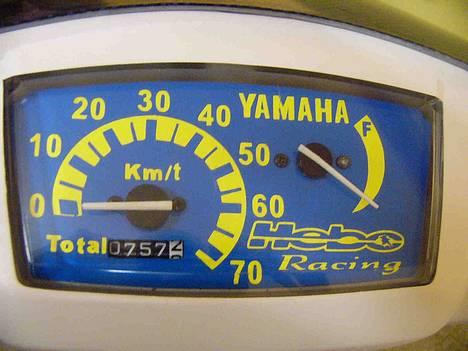 0 10 20 30 40 50 60 70
YAMAHA
F
Km/t
Total 0757
Hebo
Racing